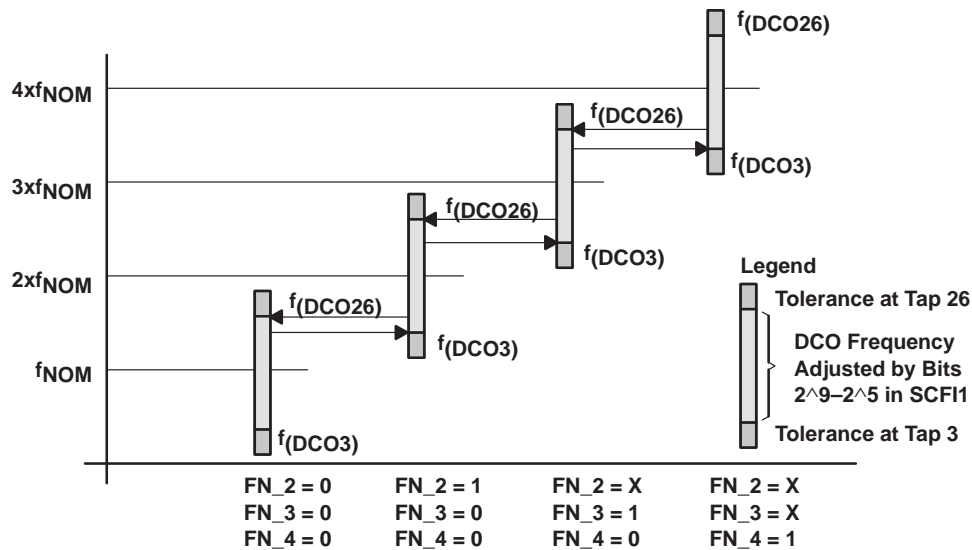 f(DCO26)
4xfNOM
f(DCO26)
f(DCO3)
3xfNOM
f(DCO26)
f(DCO3)
2xfNOM
f(DCO26)
f(DCO3)
fNOM
f(DCO3)
Legend
Tolerance at Tap 26
DCO Frequency
Adjusted by Bits
2^9–2^5 in SCFI1
Tolerance at Tap 3
FN_2 = 0
FN_3 = 0
FN_4 = 0
FN_2 = 1
FN_3 = 0
FN_4 = 0
FN_2 = X
FN_3 = 1
FN_4 = 0
FN_2 = X
FN_3 = X
FN_4 = 1